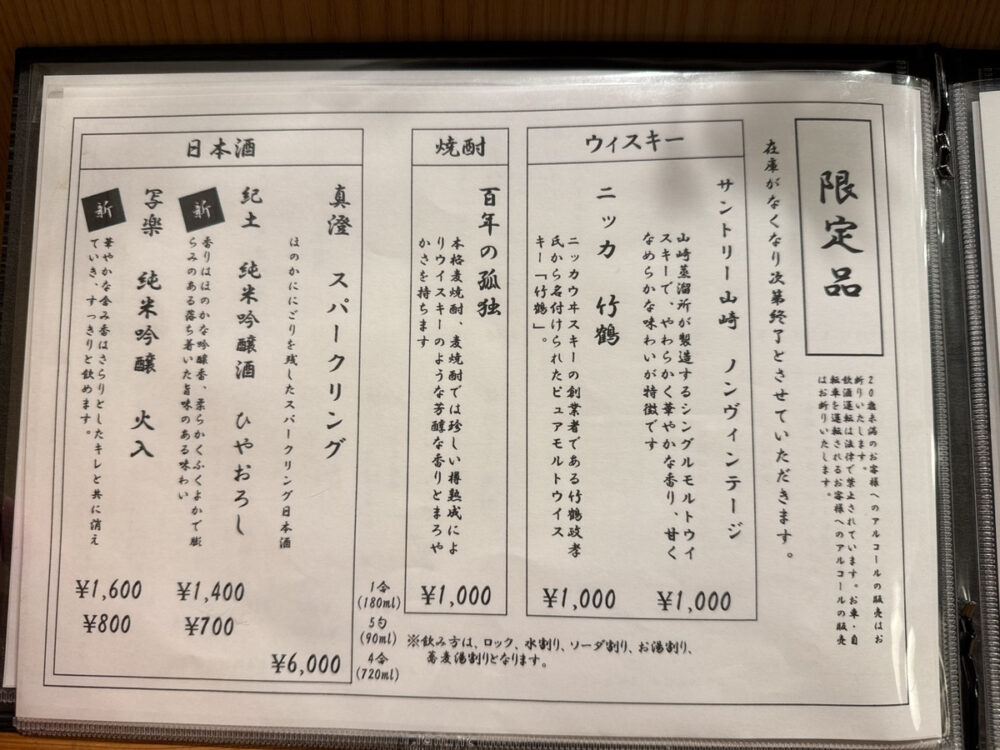 限定品
在庫がなくなり次第終了とさせていただきます。
20歳未満のお客様へのアルコールの販売はお
断りいたします。
飲酒運転は法律で禁止されています。お車・自
転車を運転されるお客様へのアルコールの販売
はお断りいたします。
ウィスキー
サントリー山崎 ノンヴィンテージ
山崎蒸溜所が製造するシングルモルトウイ
スキーで、やわらかく華やかな香り、甘く
なめらかな味わいが特徴です
¥1,000
ニッカ 竹鶴
ニッカウヰスキーの創業者である竹鶴政孝
氏から名付けられたピュアモルトウイス
キー「竹鶴」。
¥1,000
焼酎
百年の孤独
本格麦焼酎、麦焼酎では珍しい樽熟成によ
りウイスキーのような芳醇な香りとまろや
かさを持ちます
¥1,000
※飲み方は、ロック、水割り、ソーダ割り、お湯割り、
蕎麦湯割りとなります。
日本酒
1合
(180ml)
5勺
(90ml)
4合
(720ml)
真澄 スパークリング
ほのかににごりを残したスパークリング日本酒
¥6,000
紀土 純米吟醸酒 ひやおろし
新
香りはほのかな吟醸香、柔らかくふくよかで膨
らみのある落ち着いた旨味のある味わい
¥1,400
¥700
写楽 純米吟醸 火入
新
華やかな含み香はさらりとしたキレと共に消え
ていき、すっきりと飲めます。
¥1,600
¥800